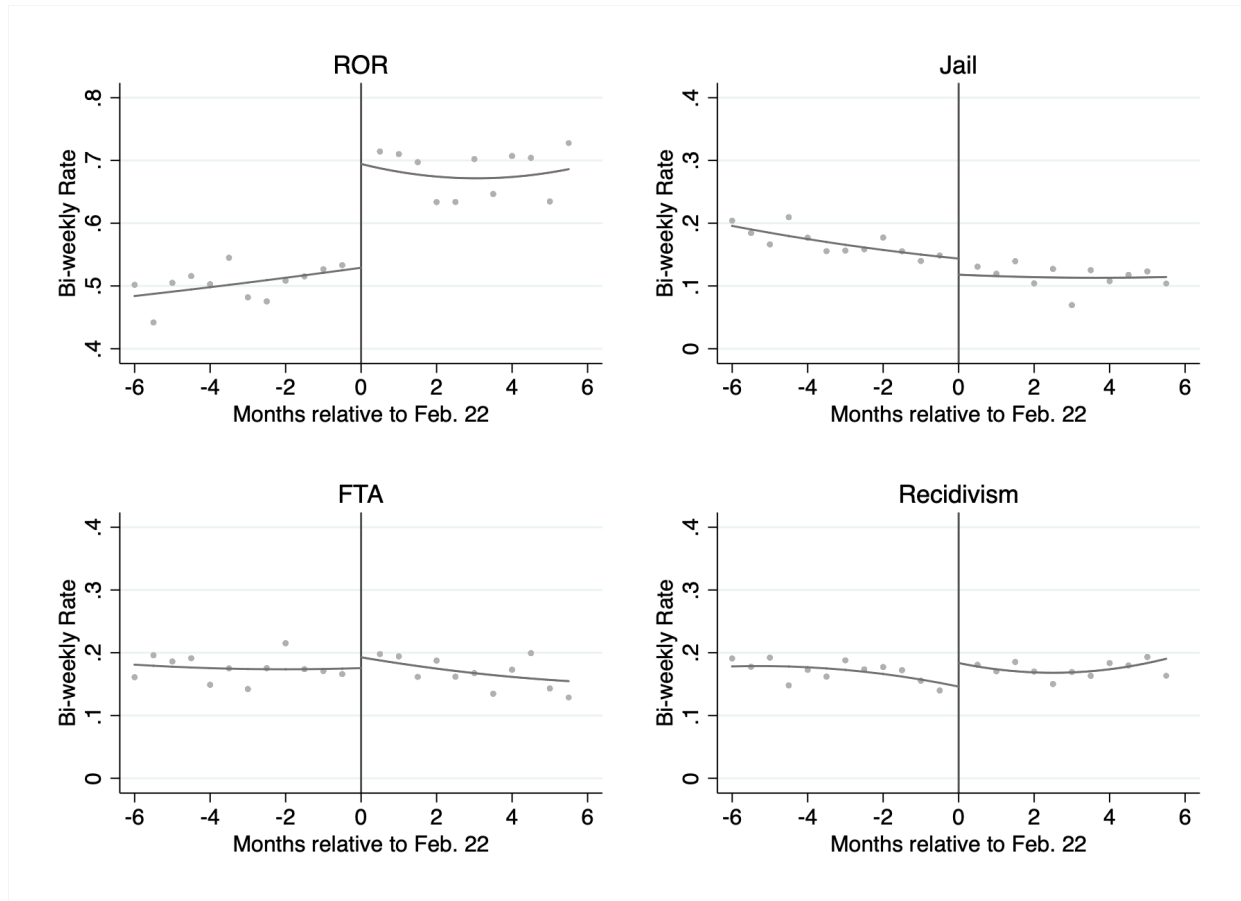 ROR
Bi-weekly Rate
.8
.7
.6
.5
.4
-6 -4 -2 0 2 4 6
Months relative to Feb. 22
Jail
Bi-weekly Rate
.4
.3
.2
.1
0
-6 -4 -2 0 2 4 6
Months relative to Feb. 22
FTA
Bi-weekly Rate
.4
.3
.2
.1
0
-6 -4 -2 0 2 4 6
Months relative to Feb. 22
Recidivism
Bi-weekly Rate
.4
.3
.2
.1
0
-6 -4 -2 0 2 4 6
Months relative to Feb. 22